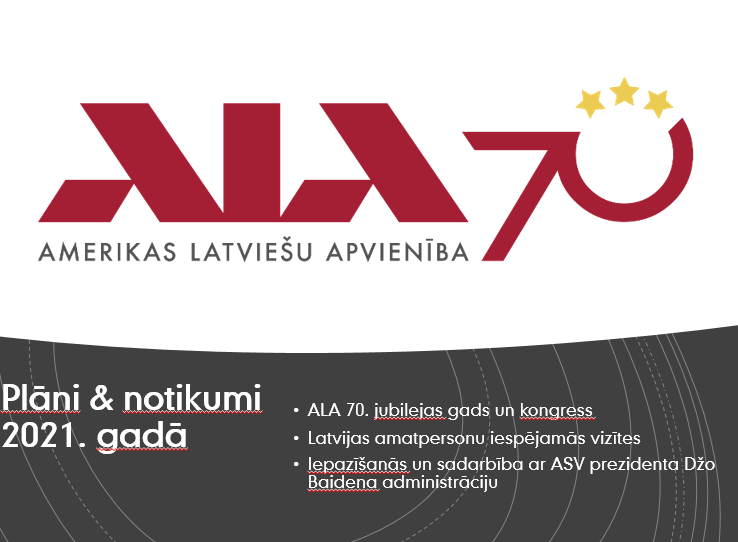 ALA 70
AMERIKAS LATVIEŠU APVIENĪBA
Plāni & notikumi
2021. gadā
• ALA 70. jubilejas gads un kongress
• Latvijas amatpersonu iespējamās vizītes
• Iepazīšanās un sadarbība ar ASV prezidenta Džo
Baidena administrāciju